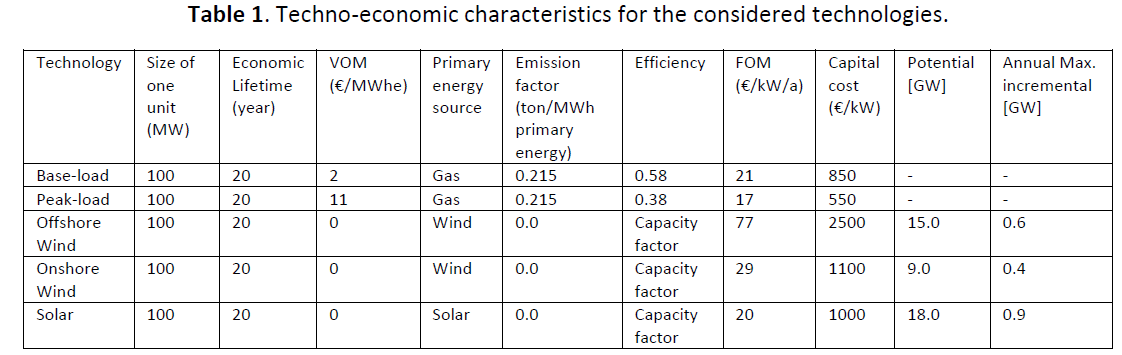 Table 1. Techno-economic characteristics for the considered technologies.
Technology Size of one unit (MW) Economic Lifetime (year) VOM (€/MWhe) Primary energy source Emission factor (ton/MWh primary energy) Efficiency FOM (€/kW/a) Capital cost (€/kW) Potential [GW] Annual Max. incremental [GW]
Base-load 100 20 2 Gas 0.215 0.58 21 850 - -
Peak-load 100 20 11 Gas 0.215 0.38 17 550 - -
Offshore Wind 100 20 0 Wind 0.0 Capacity factor 77 2500 15.0 0.6
Onshore Wind 100 20 0 Wind 0.0 Capacity factor 29 1100 9.0 0.4
Solar 100 20 0 Solar 0.0 Capacity factor 20 1000 18.0 0.9